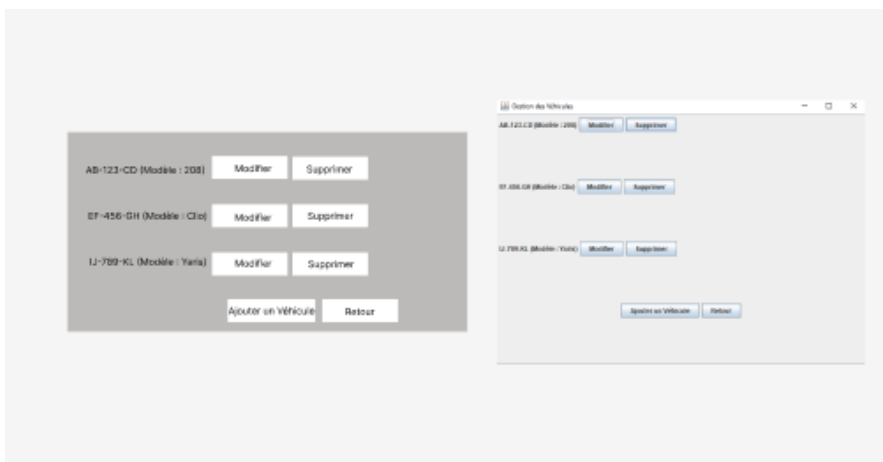 AB-123-CD (Modèle : 208) Modifier Supprimer
EF-456-GH (Modèle : Clio) Modifier Supprimer
IJ-789-KL (Modèle : Yaris) Modifier Supprimer
Ajouter un Véhicule Retour
Gestion des Véhicules
AB-123-CD (Modèle : 208) Modifier Supprimer
EF-456-GH (Modèle : Clio) Modifier Supprimer
IJ-789-KL (Modèle : Yaris) Modifier Supprimer
Ajouter un Véhicule Retour